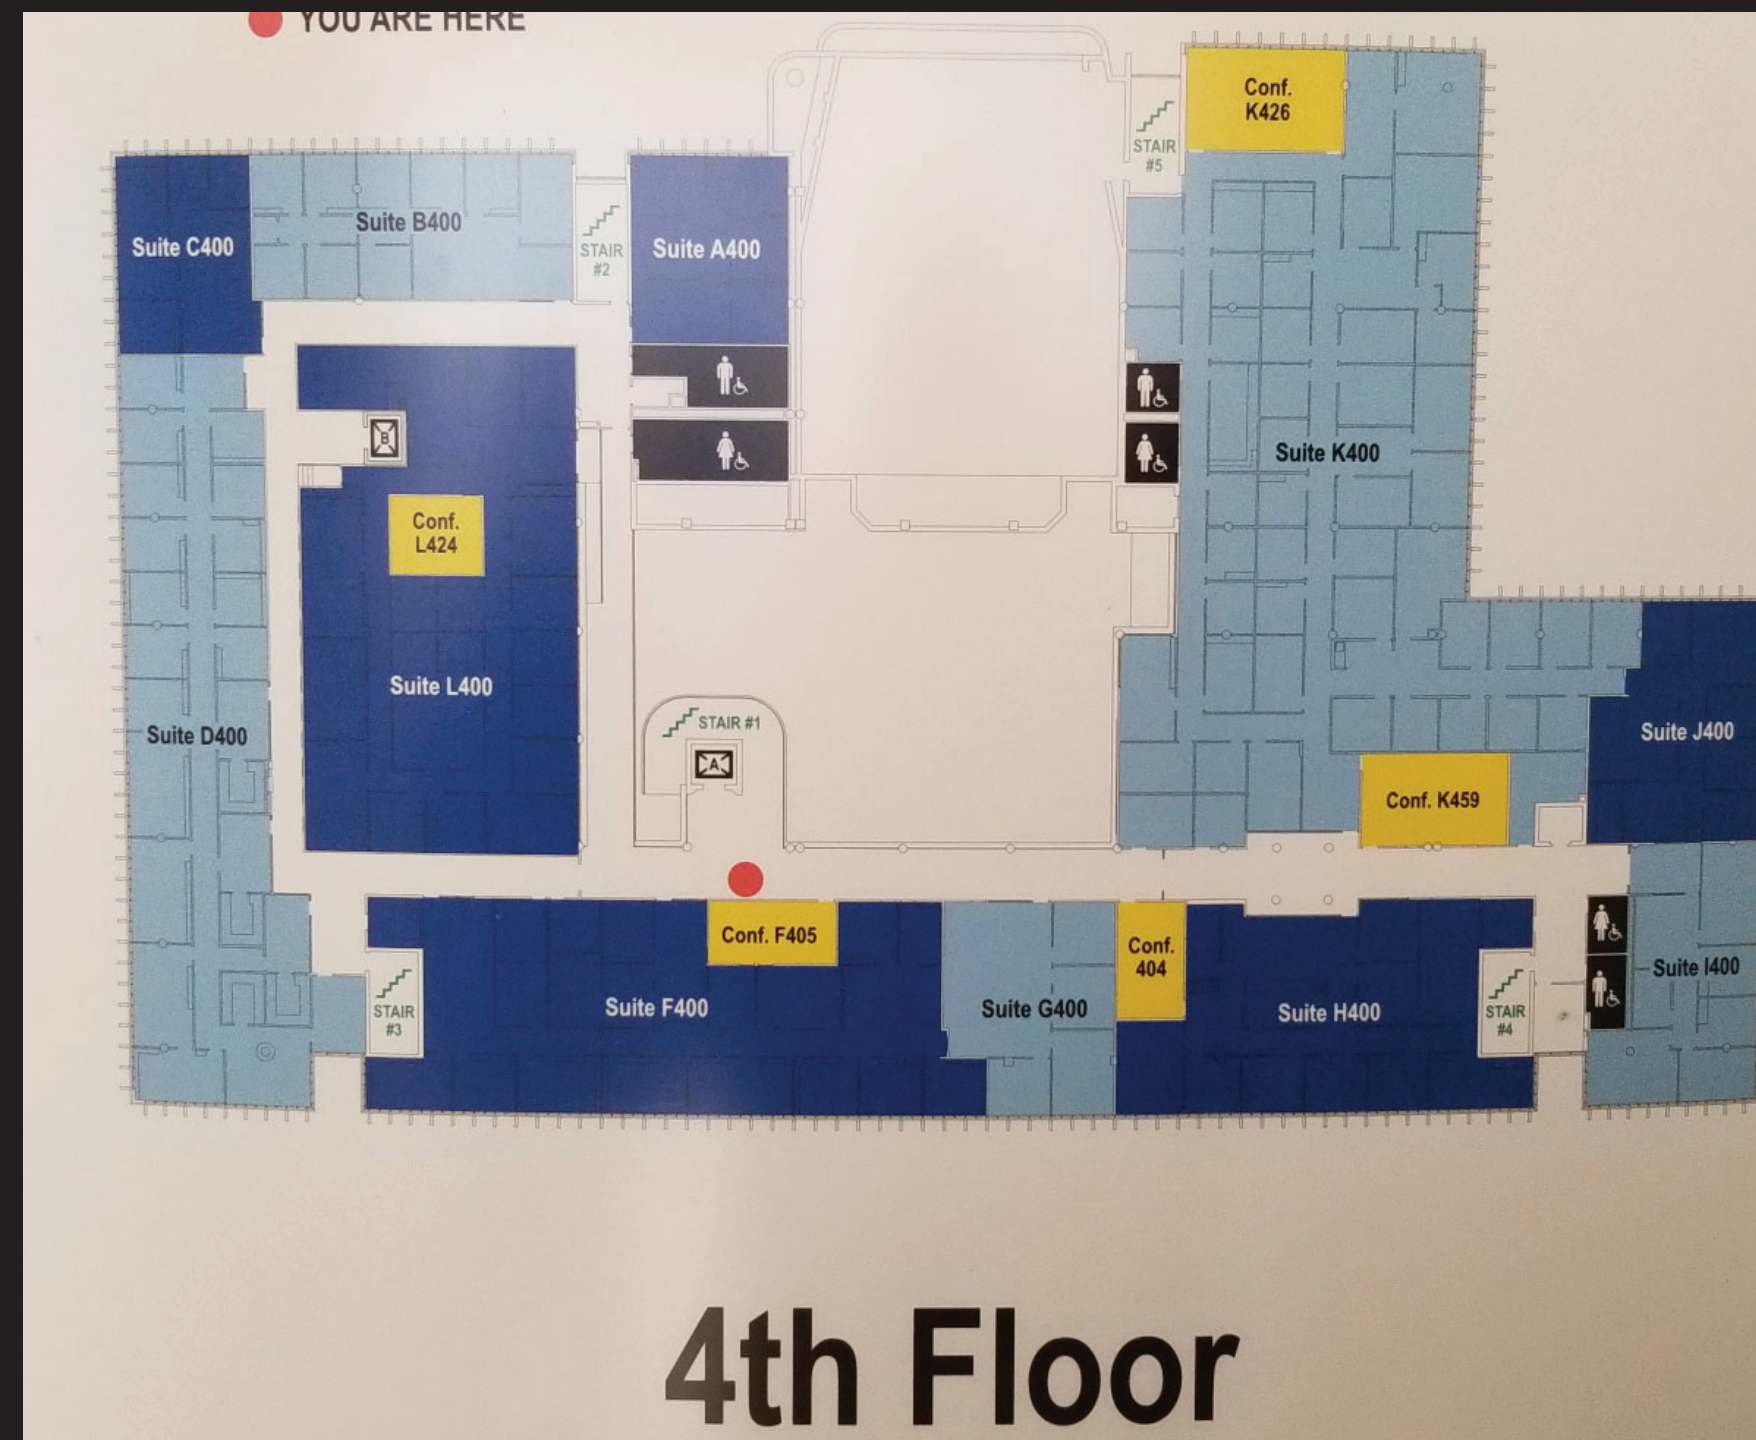 YOU ARE HERE
Conf.
K426
STAIR
#5
Suite C400
Suite B400
STAIR
#2
Suite A400
B
Conf.
L424
Suite K400
Suite L400
STAIR #1
A
Suite D400
Suite J400
Conf. K459
Conf. F405
Conf.
404
STAIR
#3
Suite F400
Suite G400
Suite H400
STAIR
#4
Suite I400
4th Floor